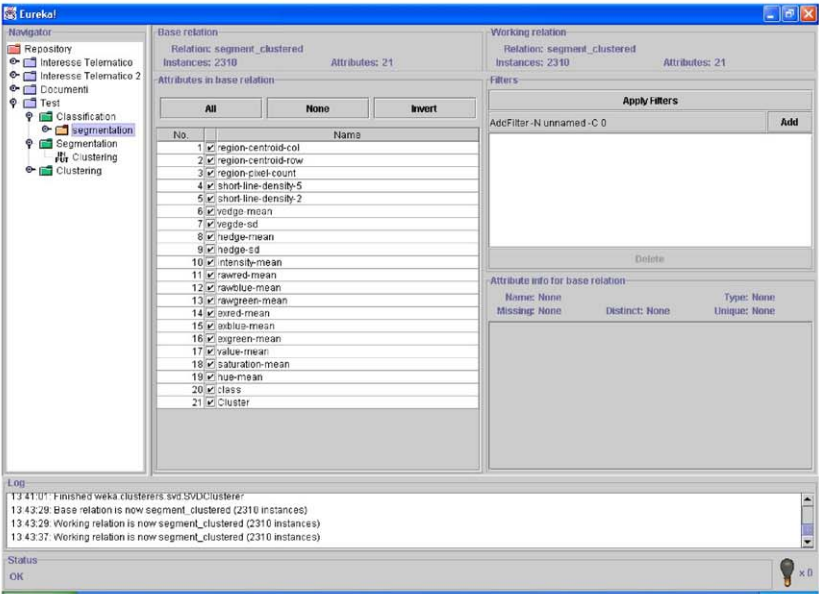 Eureka!
Navigator
Repository
Interesse Telematico
Interesse Telematico 2
Documenti
Test
Classification
segmentation
Segmentation
Clustering
Clustering
Base relation
Relation: segment_clustered
Instances: 2310 Attributes: 21
Attributes in base relation
All None Invert
No. Name
1 region-centroid-col
2 region-centroid-row
3 region-pixel-count
4 short-line-density-5
5 short-line-density-2
6 vedge-mean
7 vegde-sd
8 hedge-mean
9 hedge-sd
10 intensity-mean
11 rawred-mean
12 rawblue-mean
13 rawgreen-mean
14 exred-mean
15 exblue-mean
16 exgreen-mean
17 value-mean
18 saturation-mean
19 hue-mean
20 class
21 Cluster
Working relation
Relation: segment_clustered
Instances: 2310 Attributes: 21
Filters
Apply Filters
AddFilter -N unnamed -C 0 Add
Delete
Attribute info for base relation
Name: None Type: None
Missing: None Distinct: None Unique: None
Log
13:41:01: Finished weka.clusterers.svd.SVDClusterer
13:43:29: Base relation is now segment_clustered (2310 instances)
13:43:29: Working relation is now segment_clustered (2310 instances)
13:43:37: Working relation is now segment_clustered (2310 instances)
Status
OK
x 0